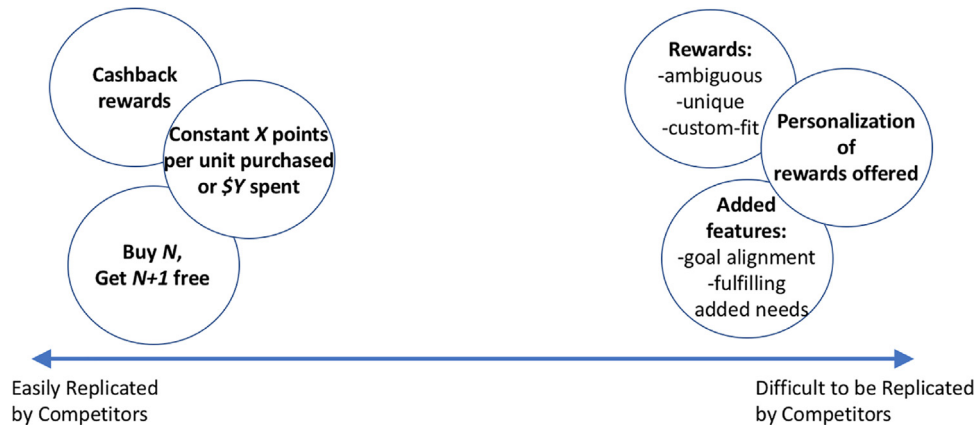 Cashback
rewards
Constant X points
per unit purchased
or $Y spent
Buy N,
Get N+1 free
Rewards:
-ambiguous
-unique
-custom-fit
Personalization
of
rewards offered
Added
features:
-goal alignment
-fulfilling
added needs
Easily Replicated
by Competitors
Difficult to be Replicated
by Competitors